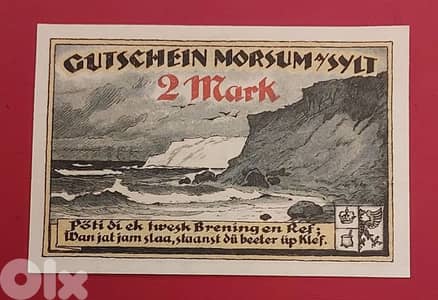 GUTSCHEIN MORSUM a/SYLT
2 Mark
Pöti di ek twesk Brening en Ref;
Wan jat jam slaa, staanst dü beeter üp Klef.
olx